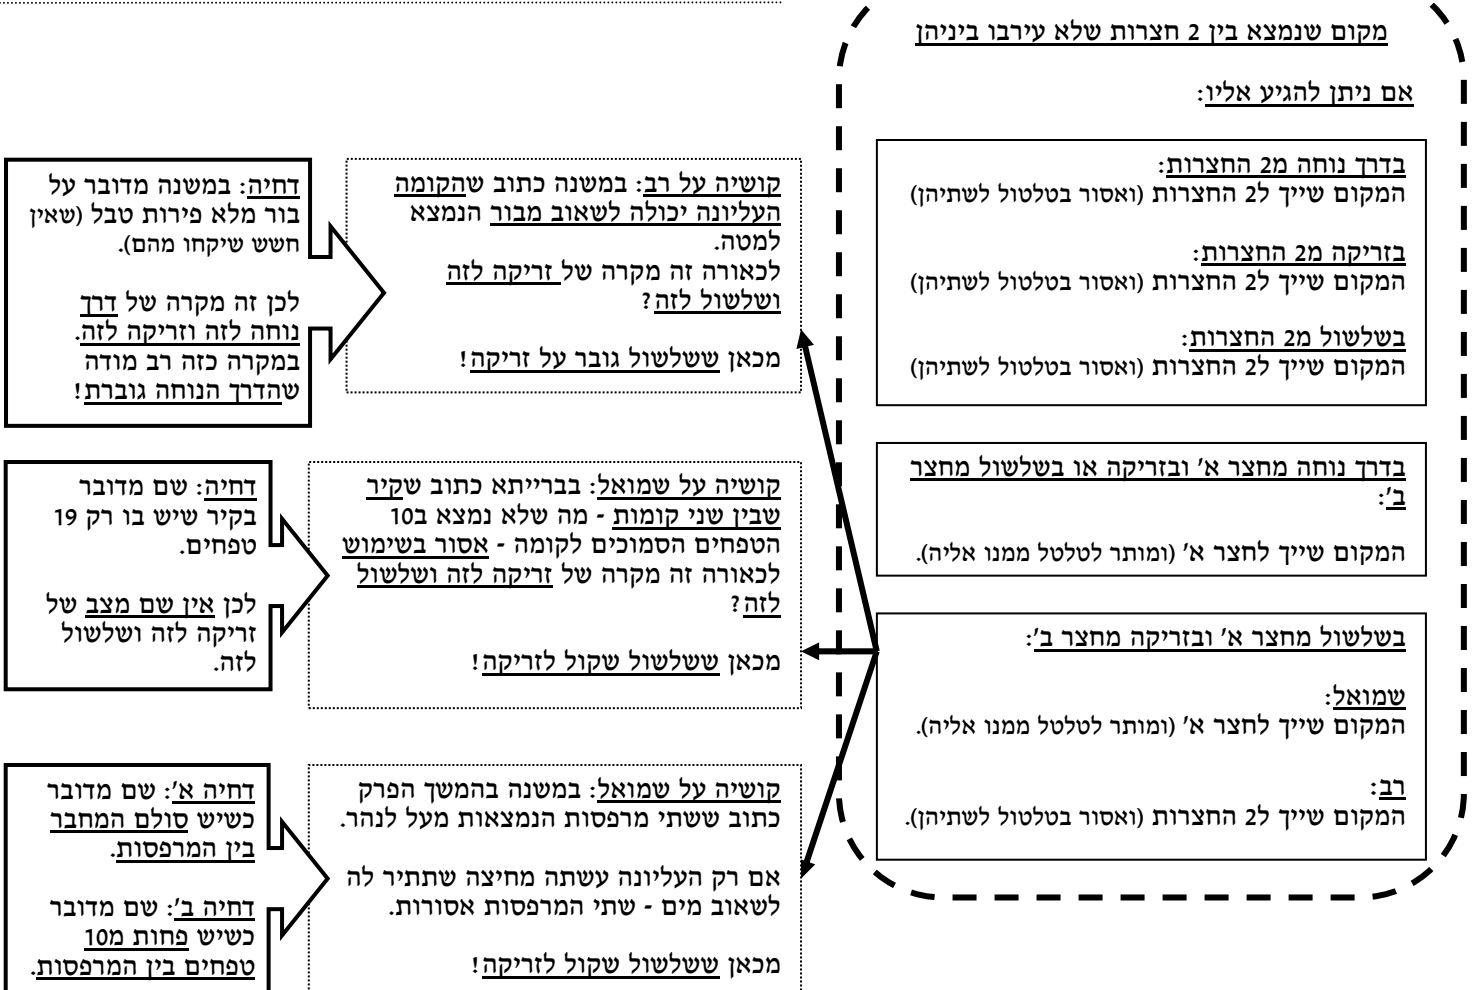 מקום שנמצא בין 2 חצרות שלא עירבו ביניהן
אם ניתן להגיע אליו:
בדרך נוחה מ2 החצרות:
המקום שייך ל2 החצרות (ואסור בטלטול לשתיהן)
בזריקה מ2 החצרות:
המקום שייך ל2 החצרות (ואסור בטלטול לשתיהן)
בשלשול מ2 החצרות:
המקום שייך ל2 החצרות (ואסור בטלטול לשתיהן)
בדרך נוחה מחצר א' ובזריקה או בשלשול מחצר
ב':
המקום שייך לחצר א' (ומותר לטלטל ממנו אליה).
בשלשול מחצר א' ובזריקה מחצר ב':
שמואל:
המקום שייך לחצר א' (ומותר לטלטל ממנו אליה).
רב:
המקום שייך ל2 החצרות (ואסור בטלטול לשתיהן).
קושיה על רב: במשנה כתוב שהקומה
העליונה יכולה לשאוב מבור הנמצא
למטה.
לכאורה זה מקרה של זריקה לזה
ושלשול לזה?
מכאן ששלשול גובר על זריקה!
דחיה: במשנה מדובר על
בור מלא פירות טבל (שאין
חשש שיקחו מהם).
לכן זה מקרה של דרך
נוחה לזה וזריקה לזה.
במקרה כזה רב מודה
שהדרך הנוחה גוברת!
קושיה על שמואל: בברייתא כתוב שקיר
שבין שני קומות - מה שלא נמצא ב10
הטפחים הסמוכים לקומה - אסור בשימוש
לכאורה זה מקרה של זריקה לזה ושלשול
לזה?
מכאן ששלשול שקול לזריקה!
דחיה: שם מדובר
בקיר שיש בו רק 19
טפחים.
לכן אין שם מצב של
זריקה לזה ושלשול
לזה.
קושיה על שמואל: במשנה בהמשך הפרק
כתוב ששתי מרפסות הנמצאות מעל לנהר.
אם רק העליונה עשתה מחיצה שתתיר לה
לשאוב מים - שתי המרפסות אסורות.
מכאן ששלשול שקול לזריקה!
דחיה א': שם מדובר
כשיש סולם המחבר
בין המרפסות.
דחיה ב': שם מדובר
כשיש פחות מ10
טפחים בין המרפסות.